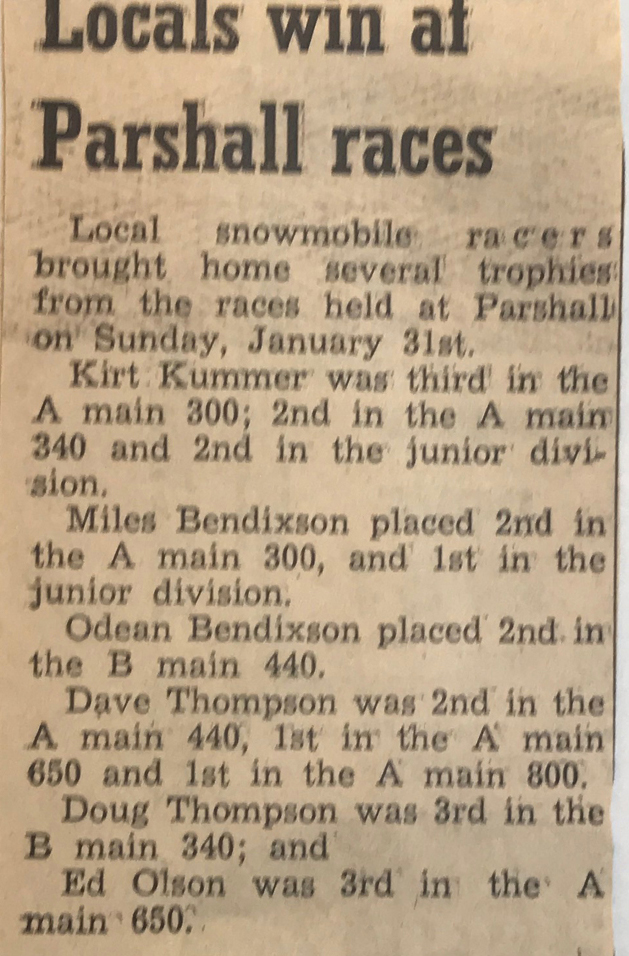 Locals win at
Parshall races
Local snowmobile racers
brought home several trophies
from the races held at Parshall
on Sunday, January 31st.
Kirt Kummer was third in the
A main 300; 2nd in the A main
340 and 2nd in the junior divi-
sion.
Miles Bendixson placed 2nd in
the A main 300, and 1st in the
junior division.
Odean Bendixson placed 2nd in
the B main 440.
Dave Thompson was 2nd in the
A main 440, 1st in the A main
650 and 1st in the A main 800.
Doug Thompson was 3rd in the
B main 340; and
Ed Olson was 3rd in the A
main 650.